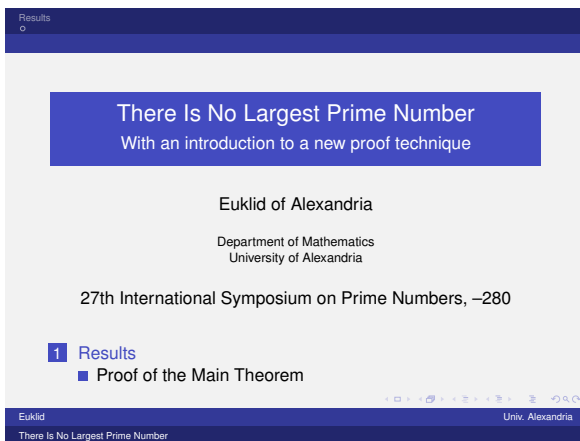 Results
There Is No Largest Prime Number
With an introduction to a new proof technique
Euklid of Alexandria
Department of Mathematics
University of Alexandria
27th International Symposium on Prime Numbers, –280
1 Results
Proof of the Main Theorem
Euklid Univ. Alexandria
There Is No Largest Prime Number